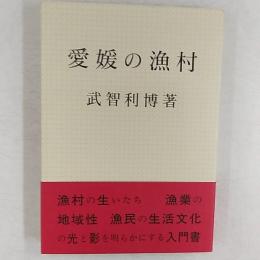 愛媛の漁村
武智利博著
漁村の生いたち　漁業の
地域性　漁民の生活文化
の光と影を明らかにする入門書